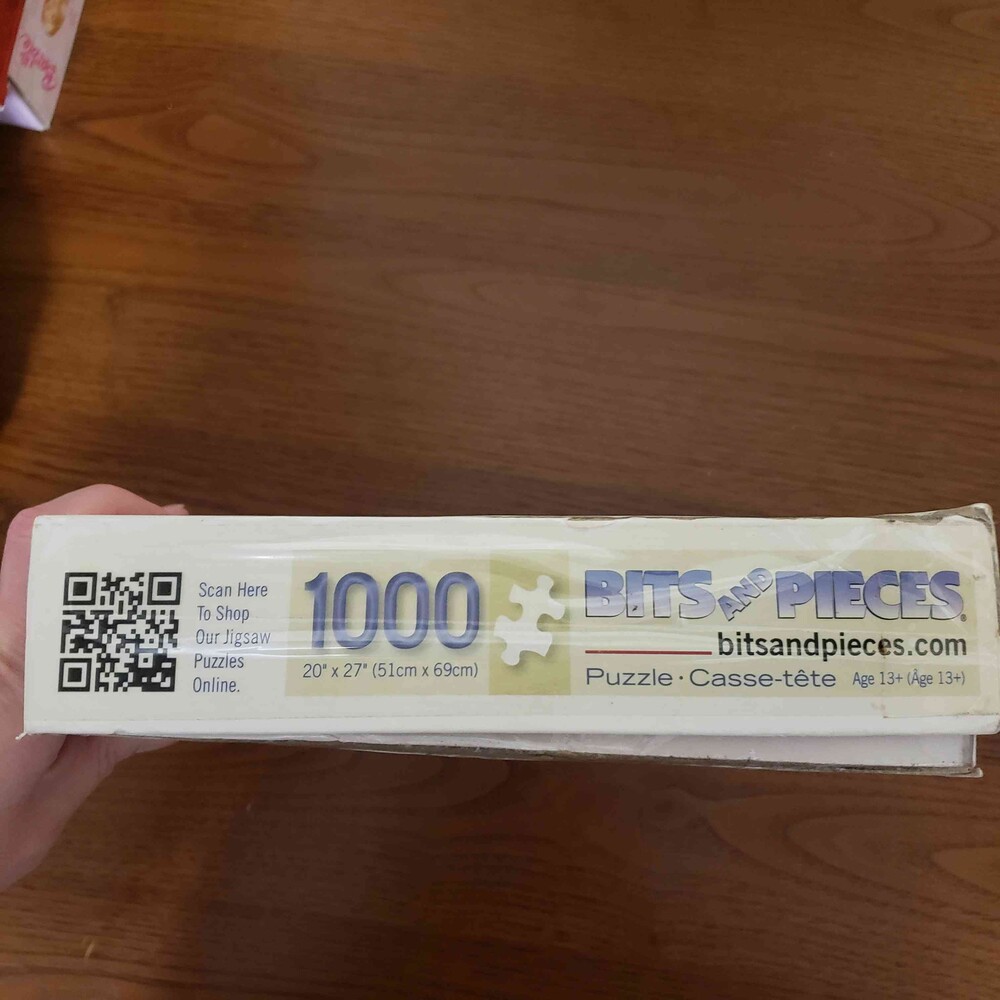 Barbie
Scan Here
To Shop
Our Jigsaw
Puzzles
Online.
1000
20" x 27" (51cm x 69cm)
BITS AND PIECES®
bitsandpieces.com
Puzzle · Casse-tête Age 13+ (Âge 13+)